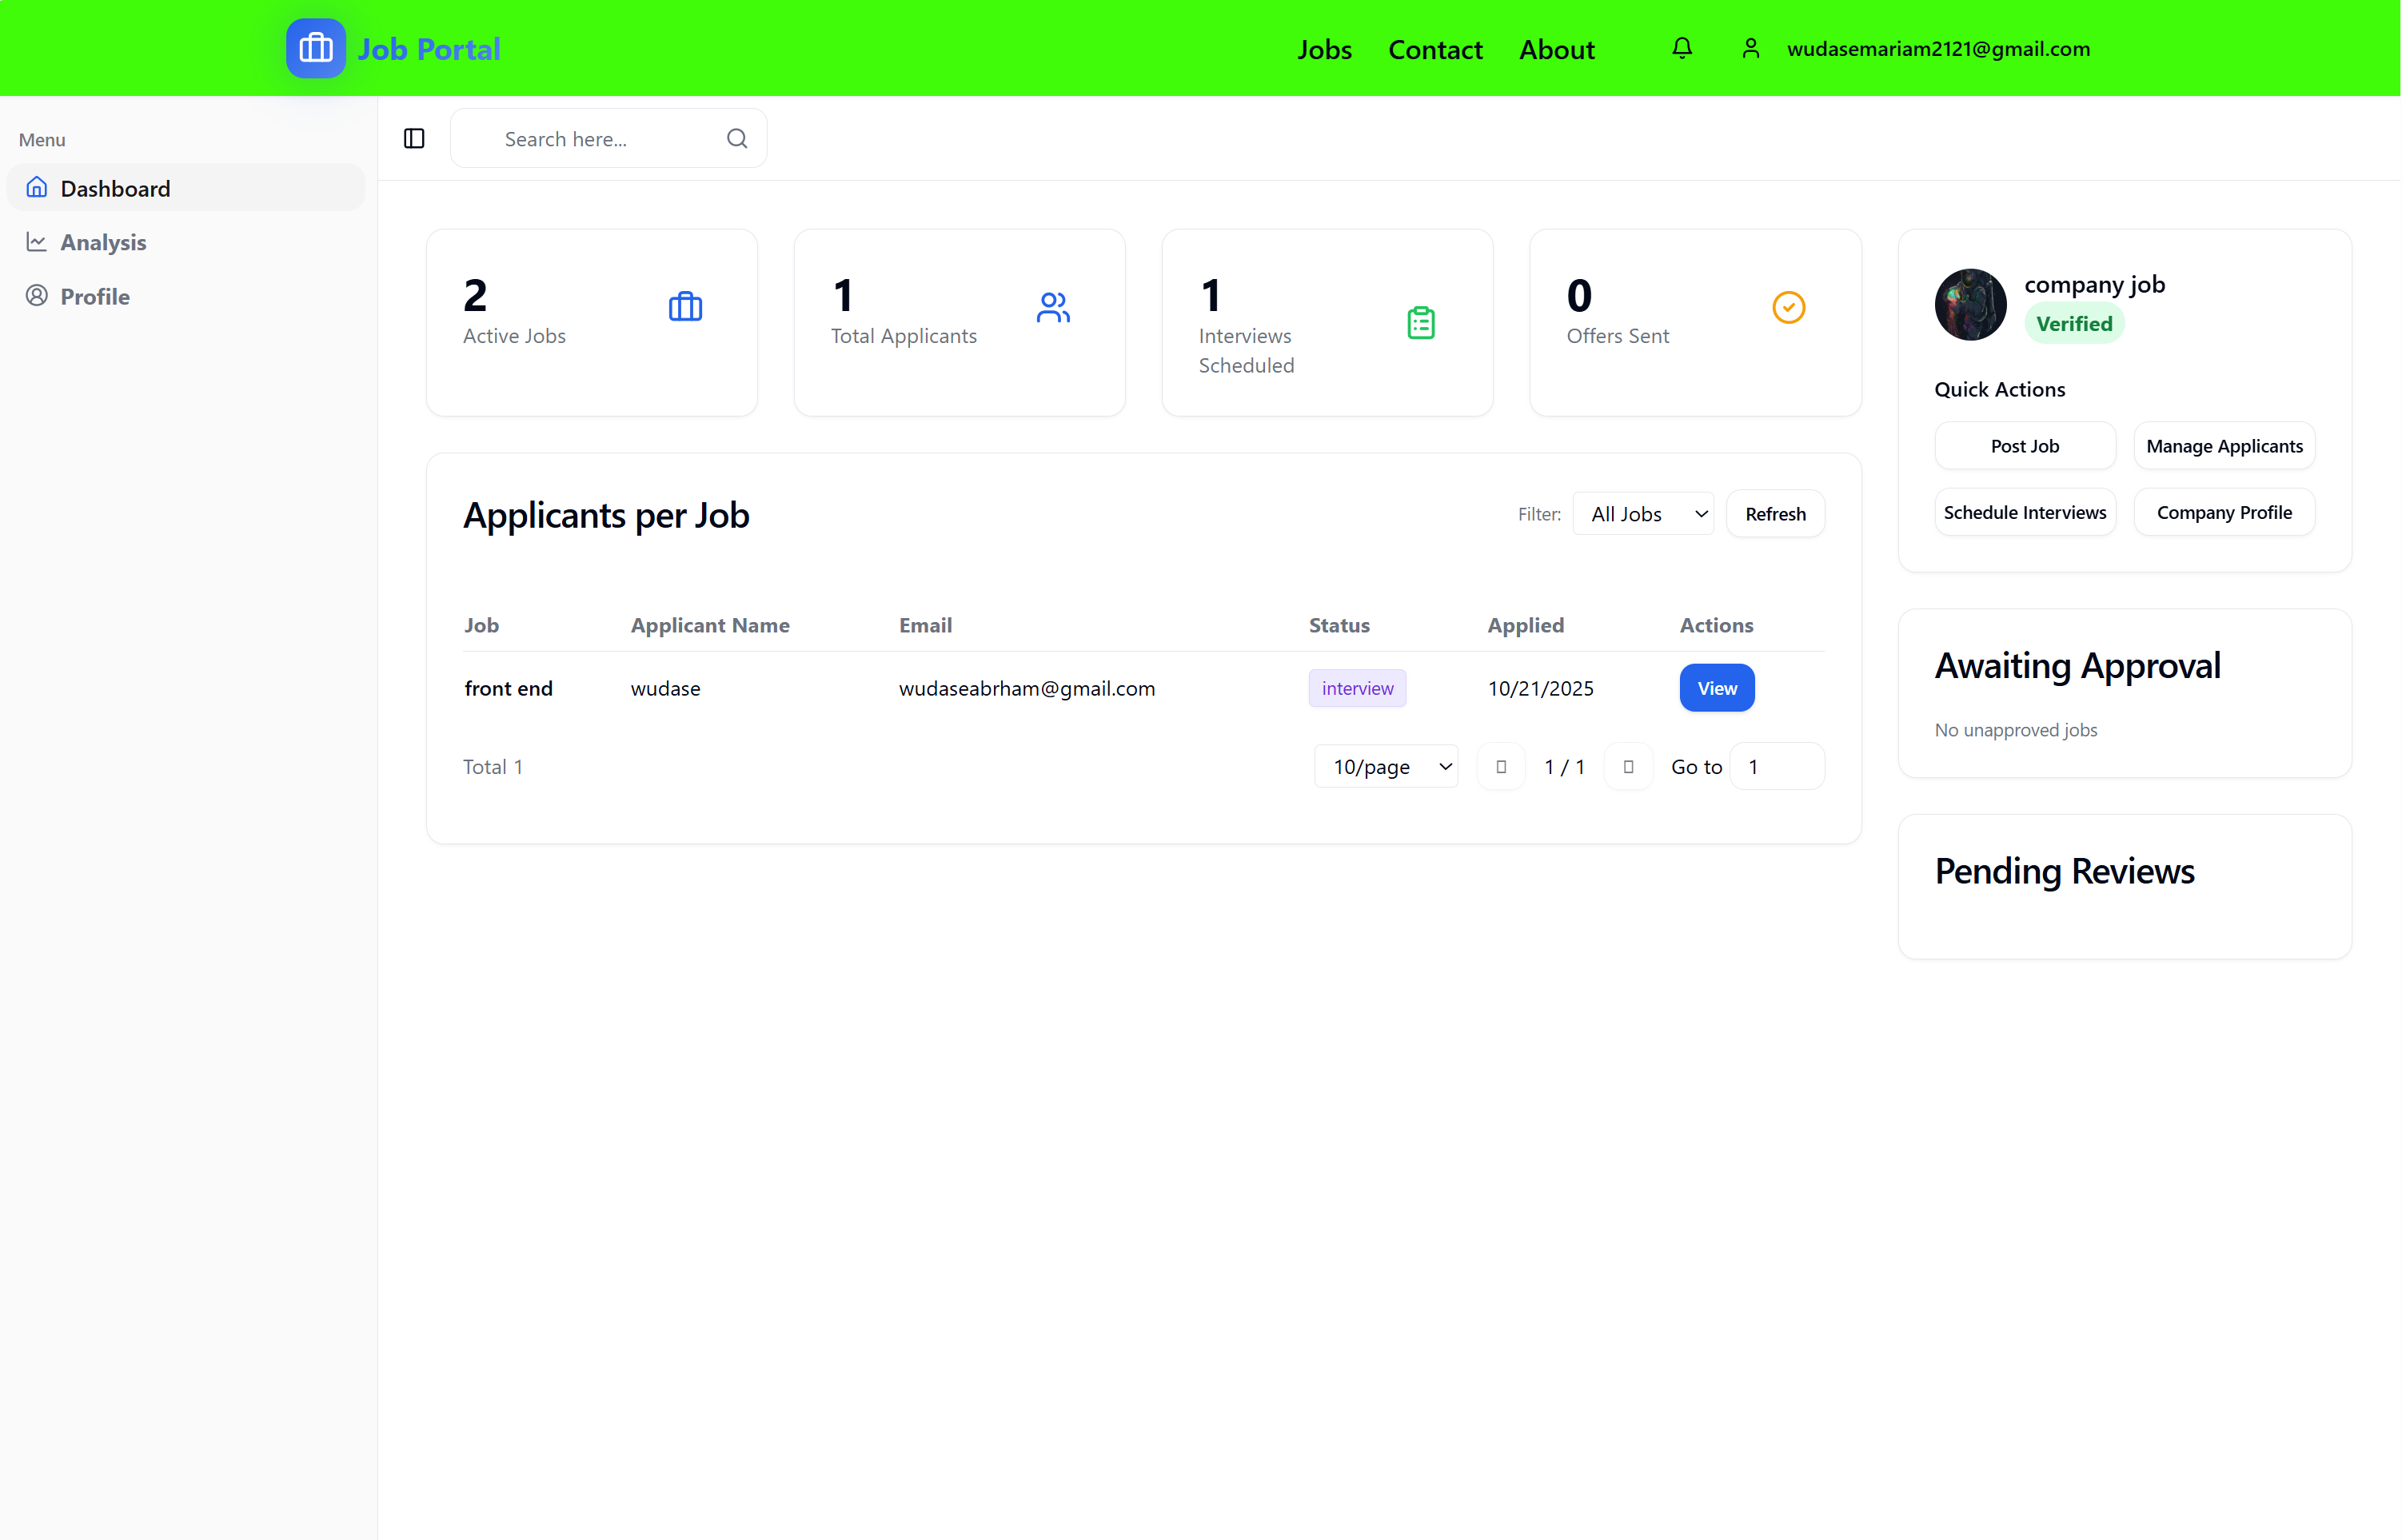 Job Portal
Jobs
Contact
About
wudasemariam2121@gmail.com
Menu
Dashboard
Analysis
Profile
Search here...
2
Active Jobs
1
Total Applicants
1
Interviews
Scheduled
0
Offers Sent
company job
Verified
Quick Actions
Post Job
Manage Applicants
Schedule Interviews
Company Profile
Applicants per Job
Filter:
All Jobs
Refresh
Job Applicant Name Email Status Applied Actions
front end wudase wudaseabrham@gmail.com interview 10/21/2025 View
Total 1
10/page
1 / 1
Go to 1
Awaiting Approval
No unapproved jobs
Pending Reviews